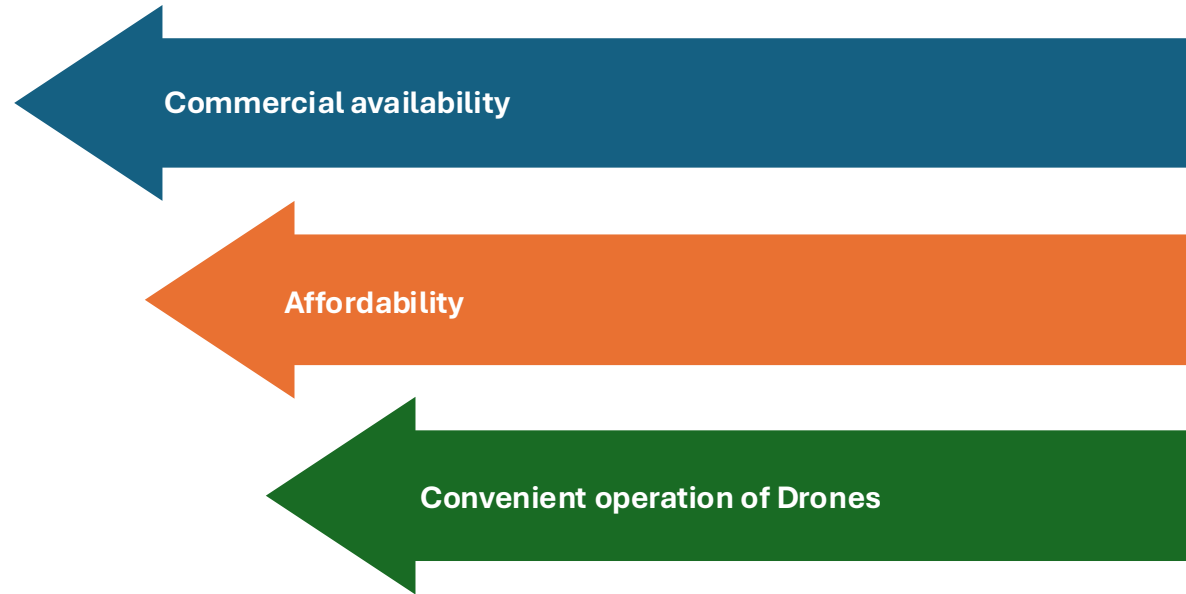 Commercial availability
Affordability
Convenient operation of Drones